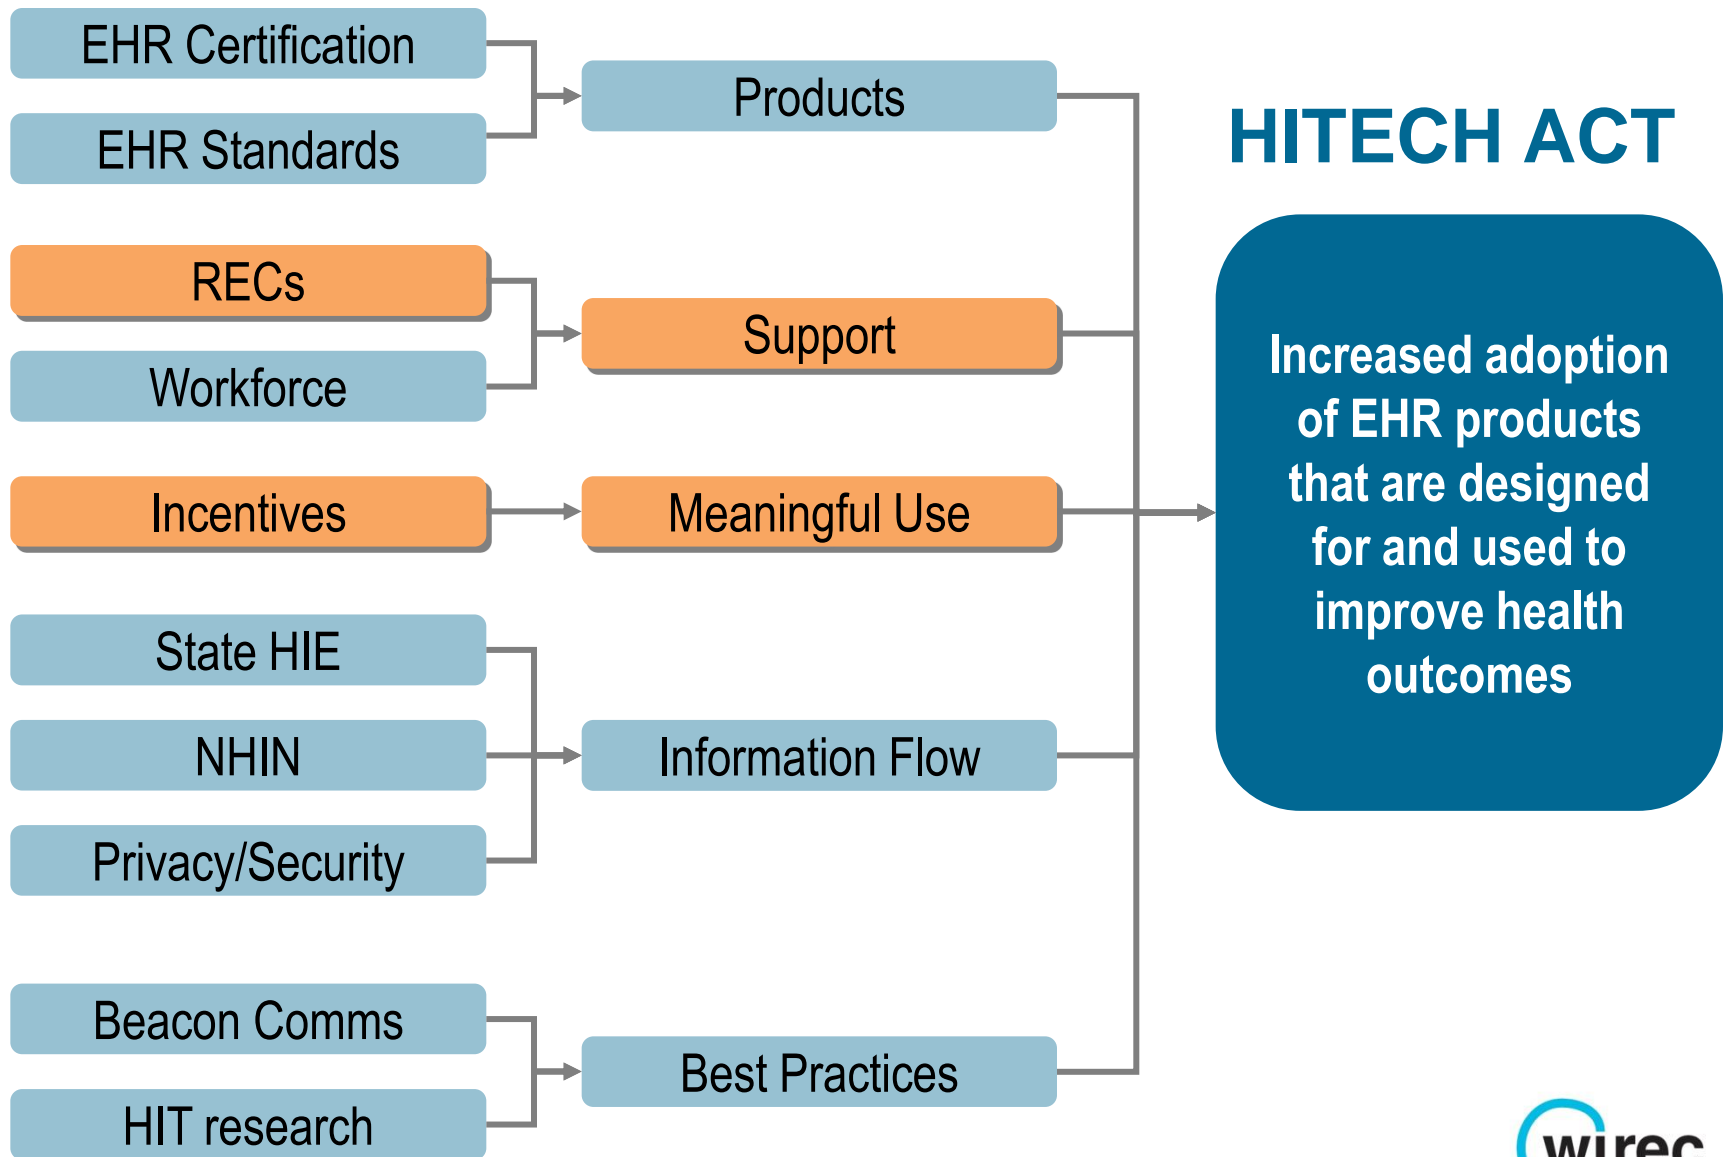 EHR Certification
EHR Standards
Products
RECs
Workforce
Support
Incentives
Meaningful Use
State HIE
NHIN
Privacy/Security
Information Flow
Beacon Comms
HIT research
Best Practices
HITECH ACT
Increased adoption
of EHR products
that are designed
for and used to
improve health
outcomes
wirec